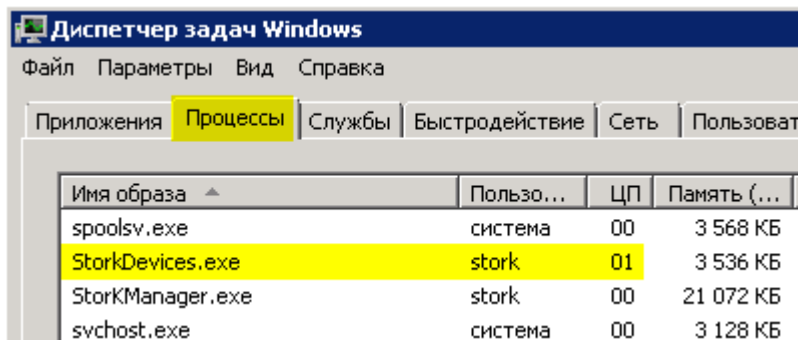 Диспетчер задач Windows
Файл Параметры Вид Справка
Приложения Процессы Службы Быстродействие Сеть Пользоват
Имя образа Пользо... ЦП Память (...
spoolsv.exe система 00 3 568 КБ
StorkDevices.exe stork 01 3 536 КБ
StorKManager.exe stork 00 21 072 КБ
svchost.exe система 00 3 128 КБ